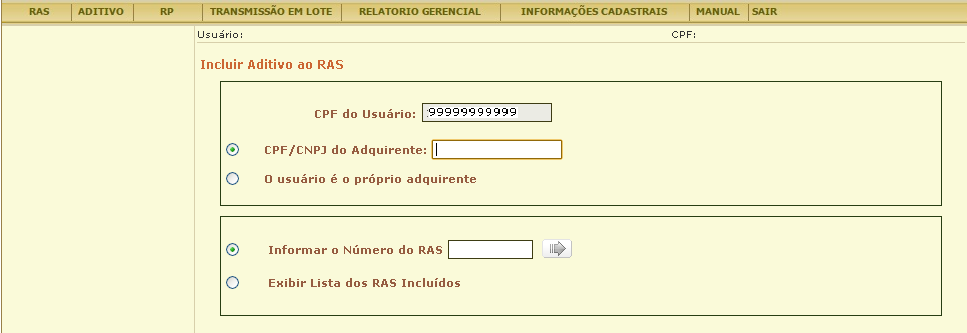 RAS ADITIVO RP TRANSMISSÃO EM LOTE RELATORIO GERENCIAL INFORMAÇÕES CADASTRAIS MANUAL SAIR
Usuário: CPF:
Incluir Aditivo ao RAS
CPF do Usuário: 99999999999
CPF/CNPJ do Adquirente:
O usuário é o próprio adquirente
Informar o Número do RAS
Exibir Lista dos RAS Incluídos